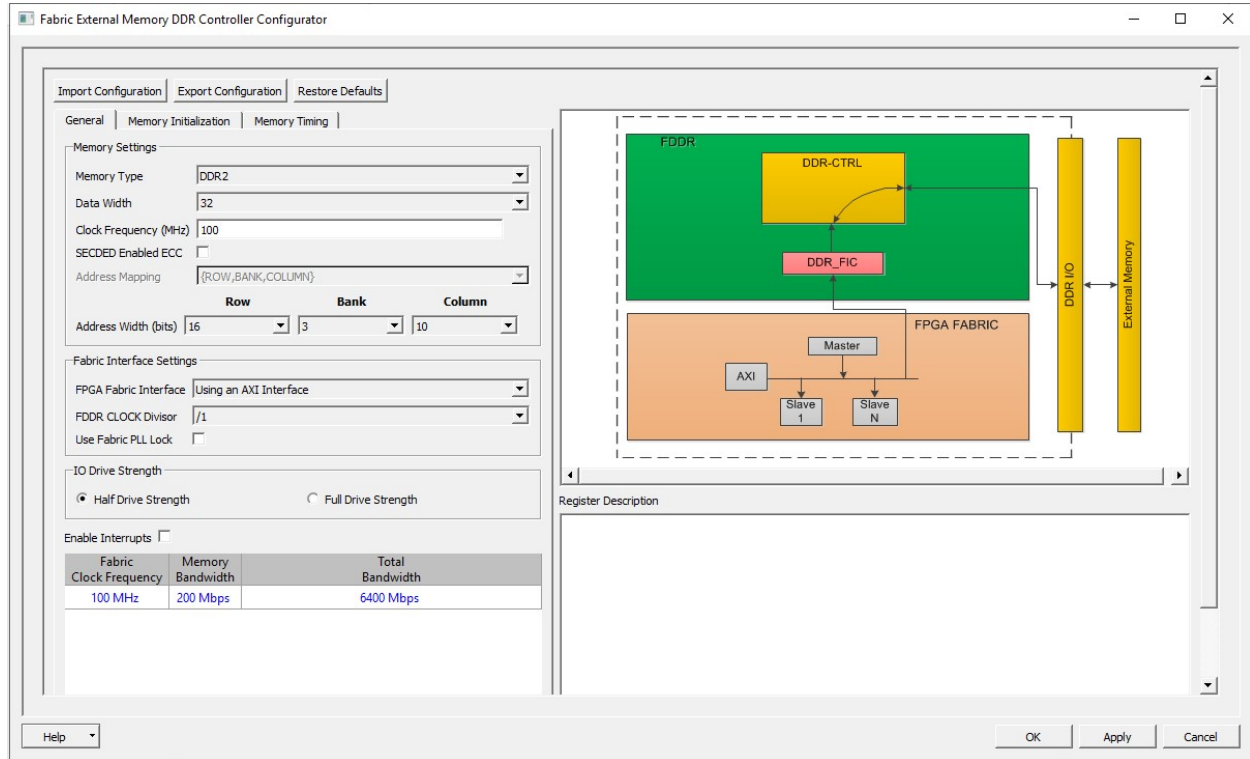 Fabric External Memory DDR Controller Configurator
Import Configuration Export Configuration Restore Defaults
General Memory Initialization Memory Timing
Memory Settings
Memory Type DDR2
Data Width 32
Clock Frequency (MHz) 100
SECDED Enabled ECC
Address Mapping {ROW,BANK,COLUMN}
Row Bank Column
Address Width (bits) 16 3 10
Fabric Interface Settings
FPGA Fabric Interface Using an AXI Interface
FDDR CLOCK Divisor /1
Use Fabric PLL Lock
IO Drive Strength
Half Drive Strength Full Drive Strength
Enable Interrupts
Fabric Memory Total
Clock Frequency Bandwidth Bandwidth
100 MHz 200 Mbps 6400 Mbps
FDDR
DDR-CTRL
DDR_FIC
FPGA FABRIC
Master
AXI
Slave Slave
1 N
DDR I/O
External Memory
Register Description
Help OK Apply Cancel